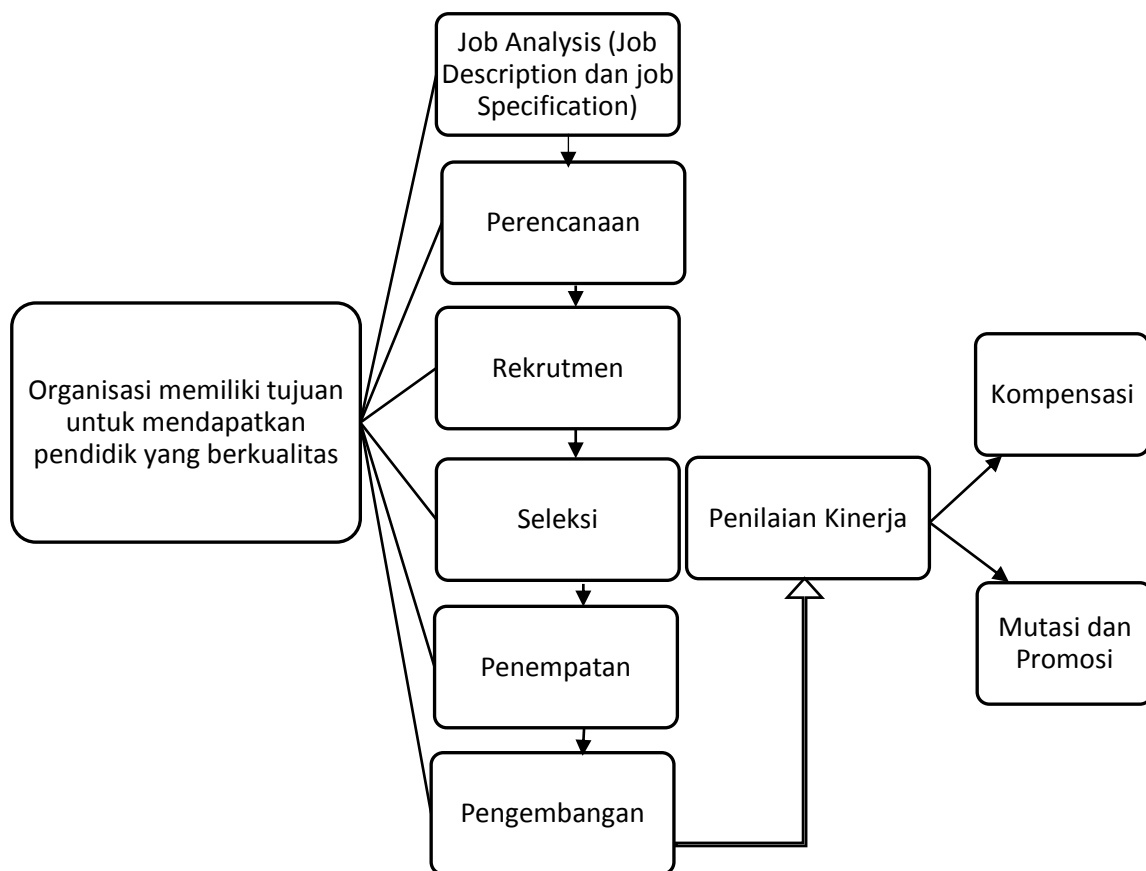 Job Analysis (Job
Description dan job
Specification)
Perencanaan
Organisasi memiliki tujuan
untuk mendapatkan
pendidik yang berkualitas
Rekrutmen
Kompensasi
Seleksi
Penilaian Kinerja
Penempatan
Mutasi dan
Promosi
Pengembangan